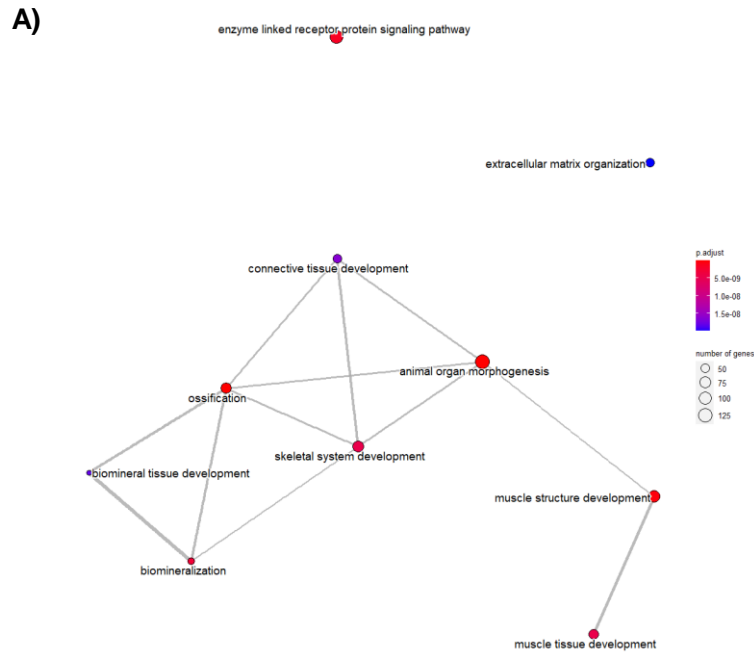 A)
enzyme linked receptor protein signaling pathway
extracellular matrix organization
connective tissue development
p.adjust
5.0e-09
1.0e-08
1.5e-08
number of genes
50
75
100
125
animal organ morphogenesis
ossification
skeletal system development
biomineral tissue development
muscle structure development
biomineralization
muscle tissue development